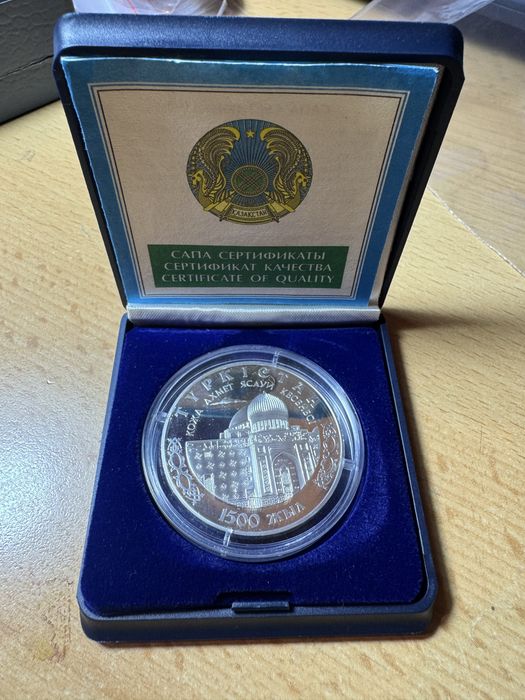 ҚАЗАҚСТАН
САПА СЕРТИФИКАТЫ
СЕРТИФИКАТ КАЧЕСТВА
CERTIFICATE OF QUALITY
ТҮРКІСТАН
ҚОЖА АХМЕТ ЯСАУИ КЕСЕНЕСІ
1500 ЖЫЛ